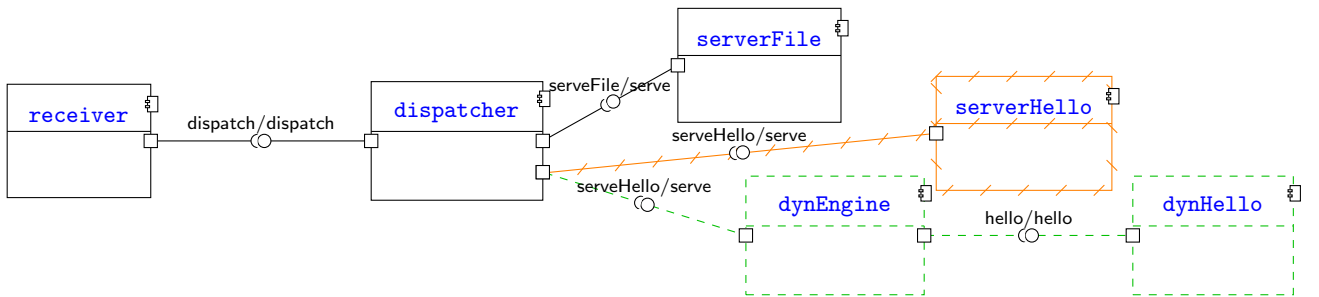 serverFile
receiver
dispatch/dispatch
dispatcher
serveFile/serve
serveHello/serve
serverHello
serveHello/serve
dynEngine
hello/hello
dynHello